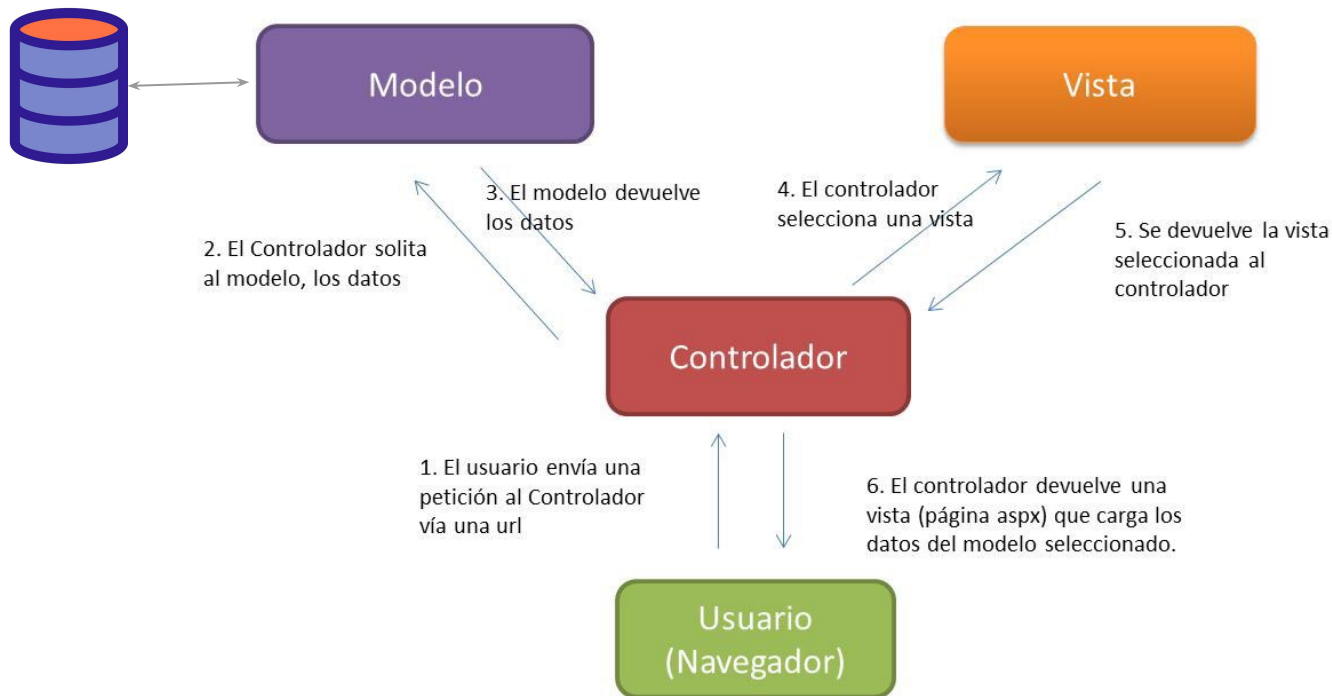 Modelo
Vista
3. El modelo devuelve
los datos
4. El controlador
selecciona una vista
2. El Controlador solita
al modelo, los datos
5. Se devuelve la vista
seleccionada al
controlador
Controlador
1. El usuario envía una
petición al Controlador
vía una url
6. El controlador devuelve una
vista (página aspx) que carga los
datos del modelo seleccionado.
Usuario
(Navegador)